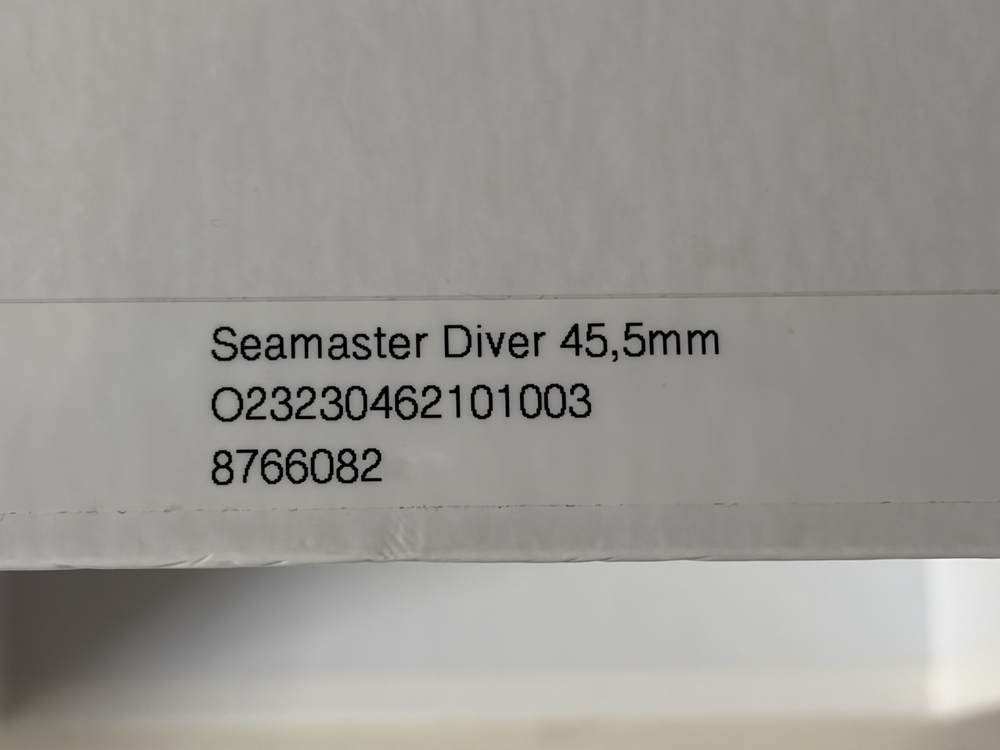 Seamaster Diver 45,5mm
O23230462101003
8766082